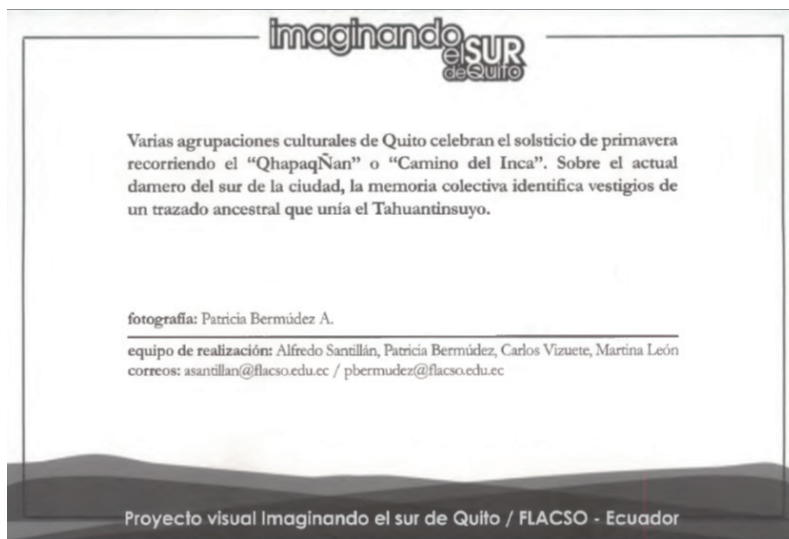 imaginando
el SUR
de Quito
Varias agrupaciones culturales de Quito celebran el solsticio de primavera
recorriendo el “QhapaqÑan” o “Camino del Inca”. Sobre el actual
damero del sur de la ciudad, la memoria colectiva identifica vestigios de
un trazado ancestral que unía el Tahuantinsuyo.
fotografía: Patricia Bermúdez A.
equipo de realización: Alfredo Santillán, Patricia Bermúdez, Carlos Vizuete, Martina León
correos: asantillan@flacso.edu.ec / pbermudez@flacso.edu.ec
Proyecto visual Imaginando el sur de Quito / FLACSO - Ecuador